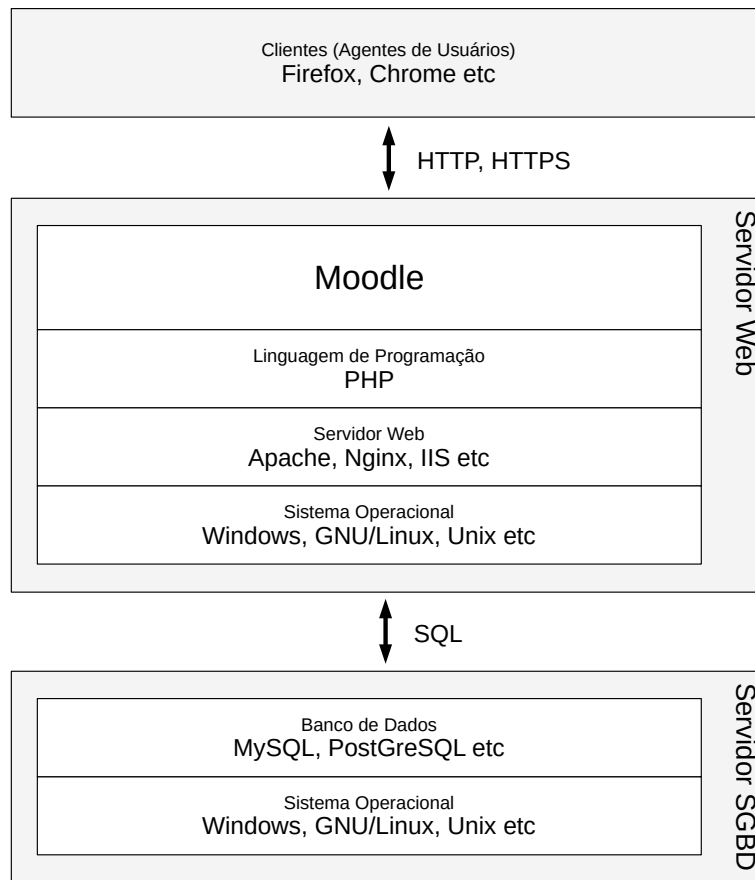 Clientes (Agentes de Usuários)
Firefox, Chrome etc
HTTP, HTTPS
Servidor Web
Moodle
Linguagem de Programação
PHP
Servidor Web
Apache, Nginx, IIS etc
Sistema Operacional
Windows, GNU/Linux, Unix etc
SQL
Servidor SGBD
Banco de Dados
MySQL, PostGreSQL etc
Sistema Operacional
Windows, GNU/Linux, Unix etc